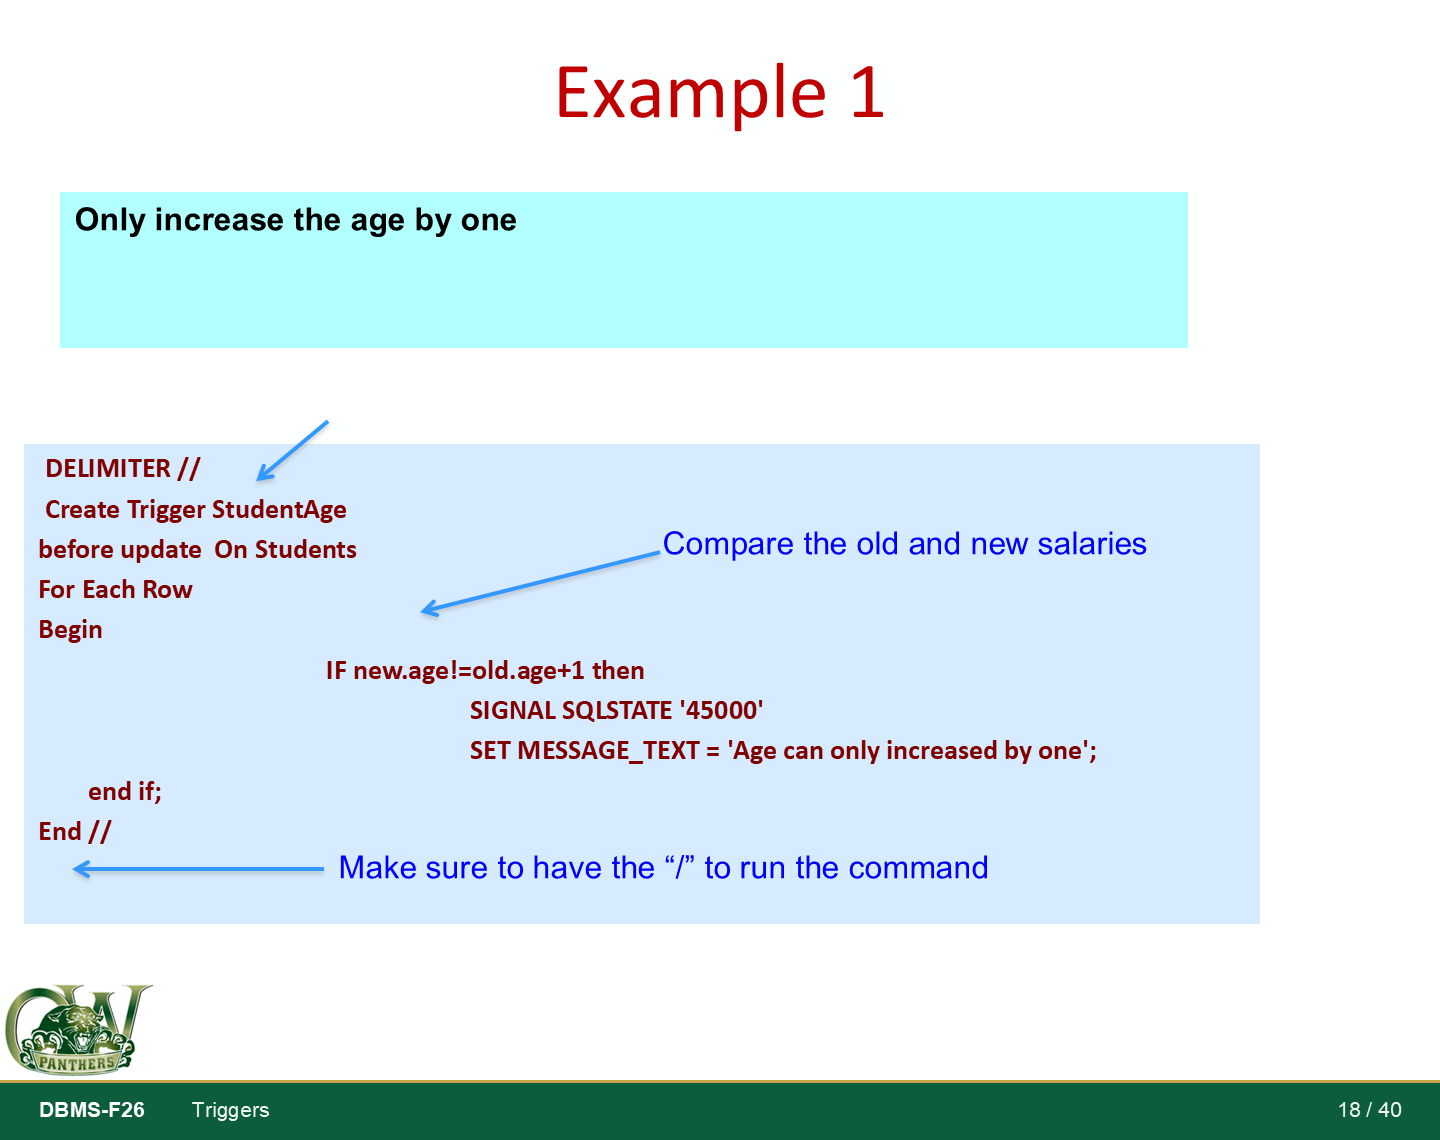 Example 1
Only increase the age by one
DELIMITER //
Create Trigger StudentAge
before update On Students
Compare the old and new salaries
For Each Row
Begin
IF new.age!=old.age+1 then
SIGNAL SQLSTATE '45000'
SET MESSAGE_TEXT = 'Age can only increased by one';
end if;
End //
Make sure to have the “/” to run the command
CW
PANTHERS
DBMS-F26 Triggers 18 / 40